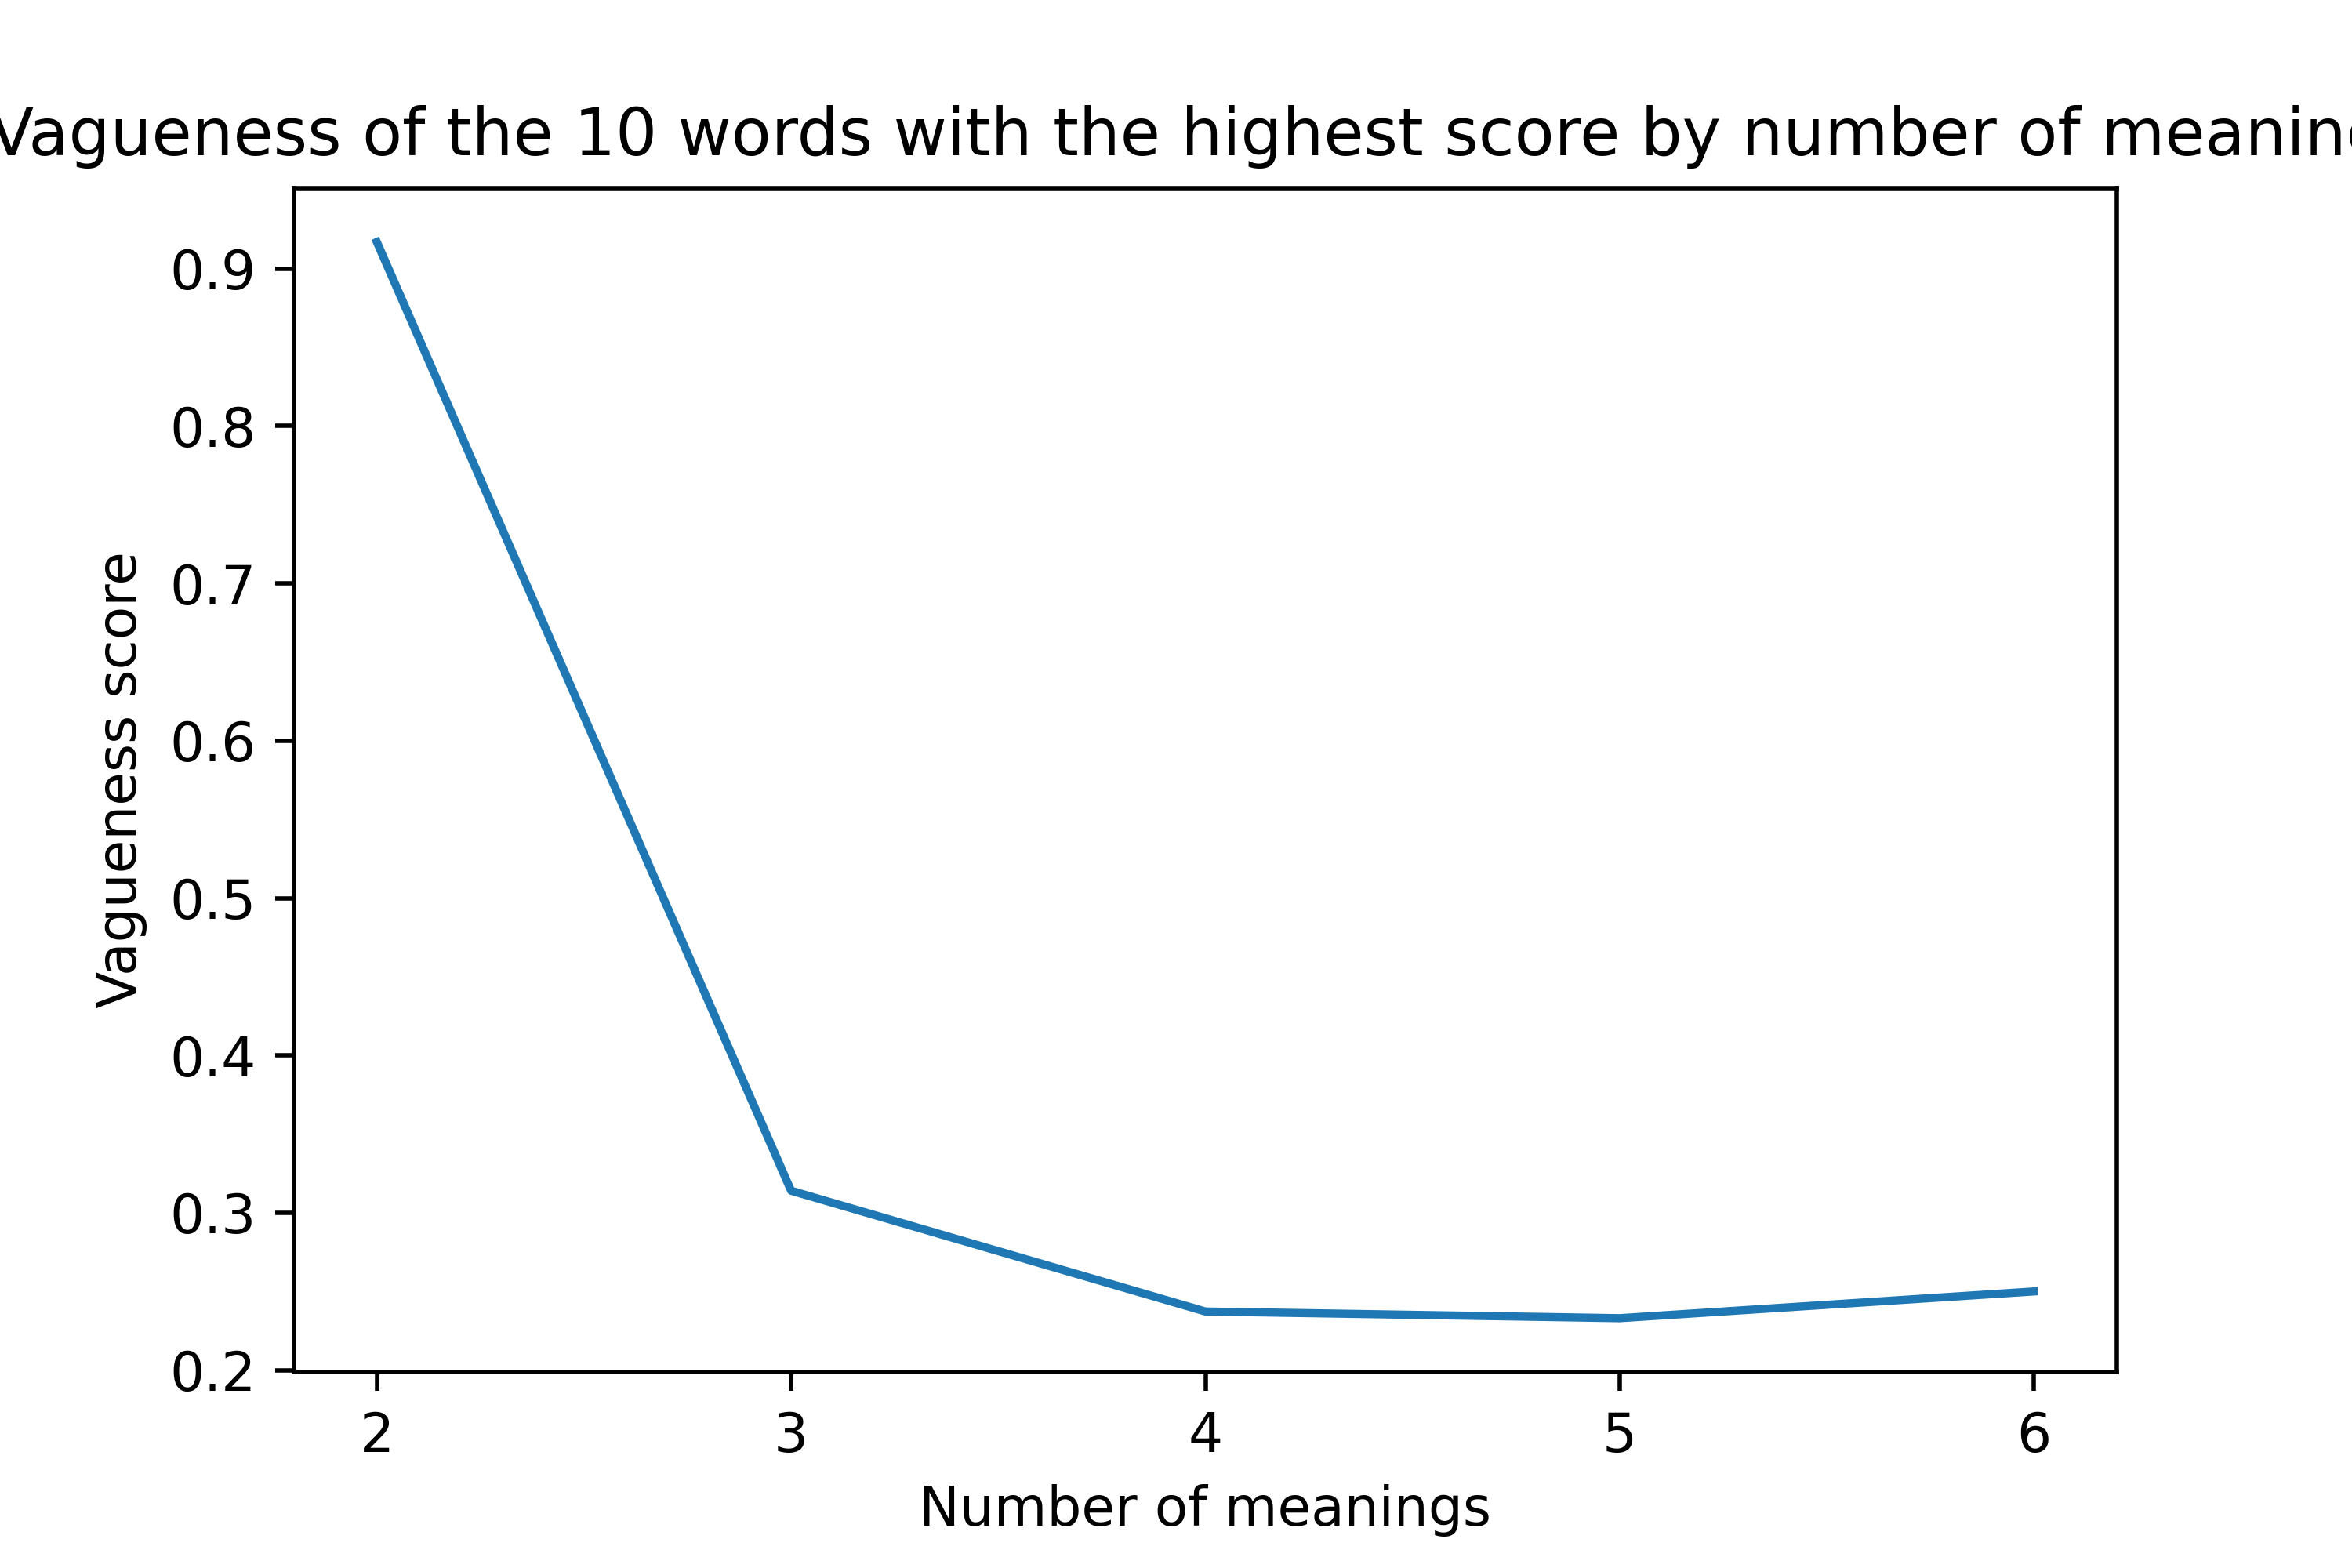 Vagueness of the 10 words with the highest score by number of
0.9
0.8
0.7
0.6
0.5
0.4
0.3
0.2
Vagueness score
2 3 4 5 6
Number of meanings